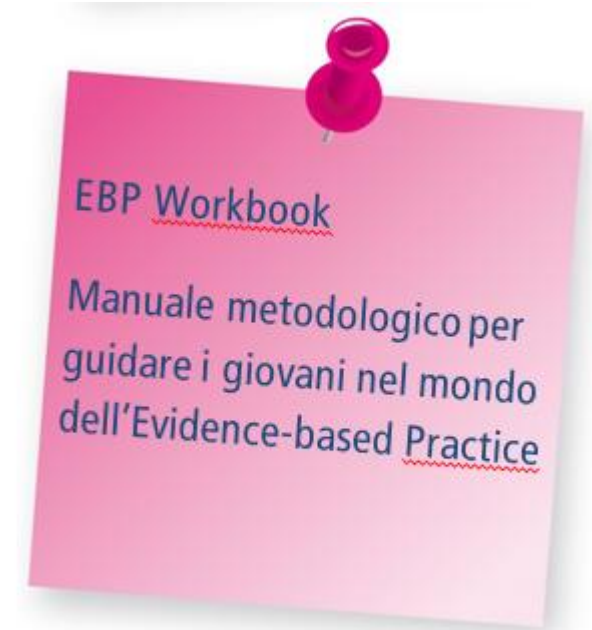 EBP Workbook
Manuale metodologico per
guidare i giovani nel mondo
dell'Evidence-based Practice